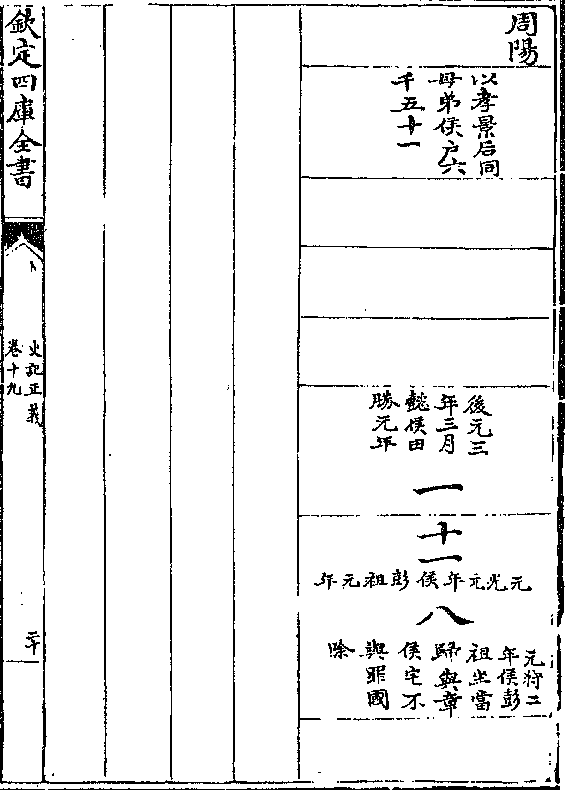 周陽
以孝景后同
母弟侯戶六
千五十一
後元三
年三月
懿侯田
勝元年
一
十一
元光元年侯彭祖元年
八
元狩二
年侯彭
祖坐當
歸與章
侯宅不
與罪國
除
欽定四庫全書
史記正義
卷十九
二十